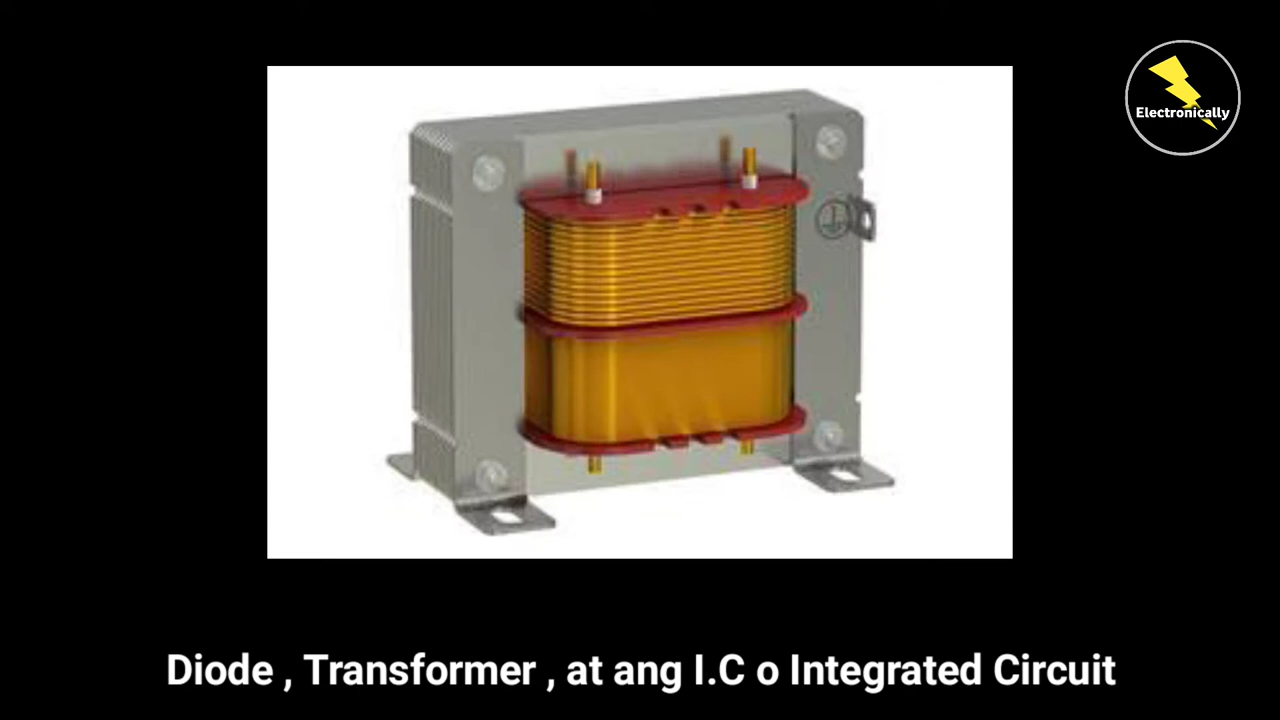 Electronically
Diode , Transformer , at ang I.C o Integrated Circuit